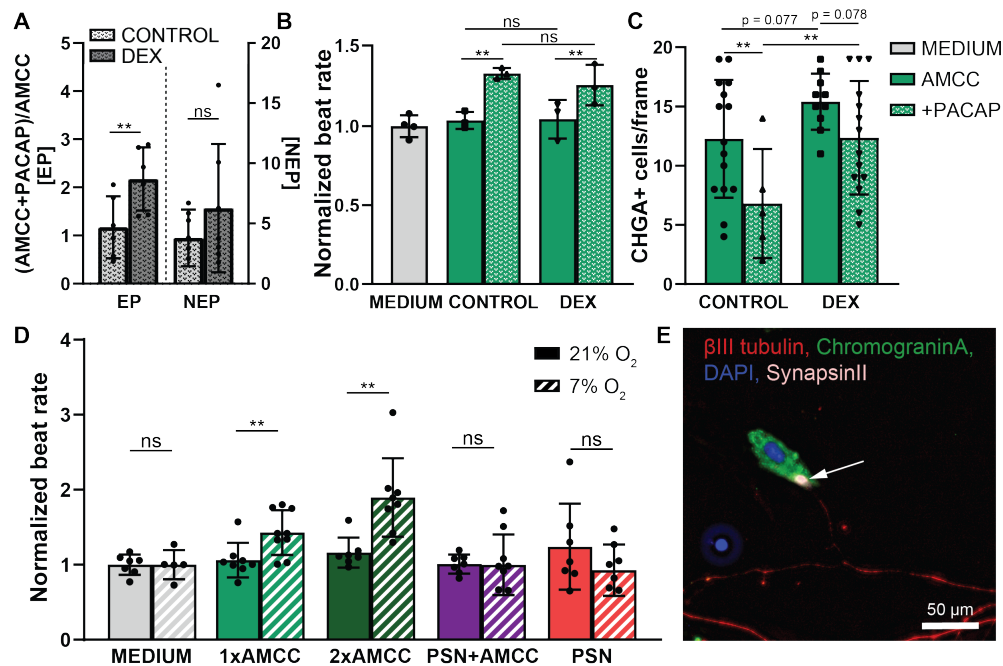 A
CONTROL
DEX
(AMCC+PACAP)/AMCC
[EP]
5
4
3
2
1
0
**
ns
20
15
10
5
0
[NEP]
EP
NEP
B
Normalized beat rate
1.5
1.0
0.5
0.0
ns
ns
**
**
MEDIUM
CONTROL
DEX
C
CHGA+ cells/frame
20
15
10
5
0
p = 0.077
p = 0.078
**
**
CONTROL
DEX
MEDIUM
AMCC
+PACAP
D
Normalized beat rate
4
3
2
1
0
21% O₂
7% O₂
ns
**
**
ns
ns
MEDIUM
1xAMCC
2xAMCC
PSN+AMCC
PSN
E
βIII tubulin, ChromograninA,
DAPI, SynapsinII
50 µm